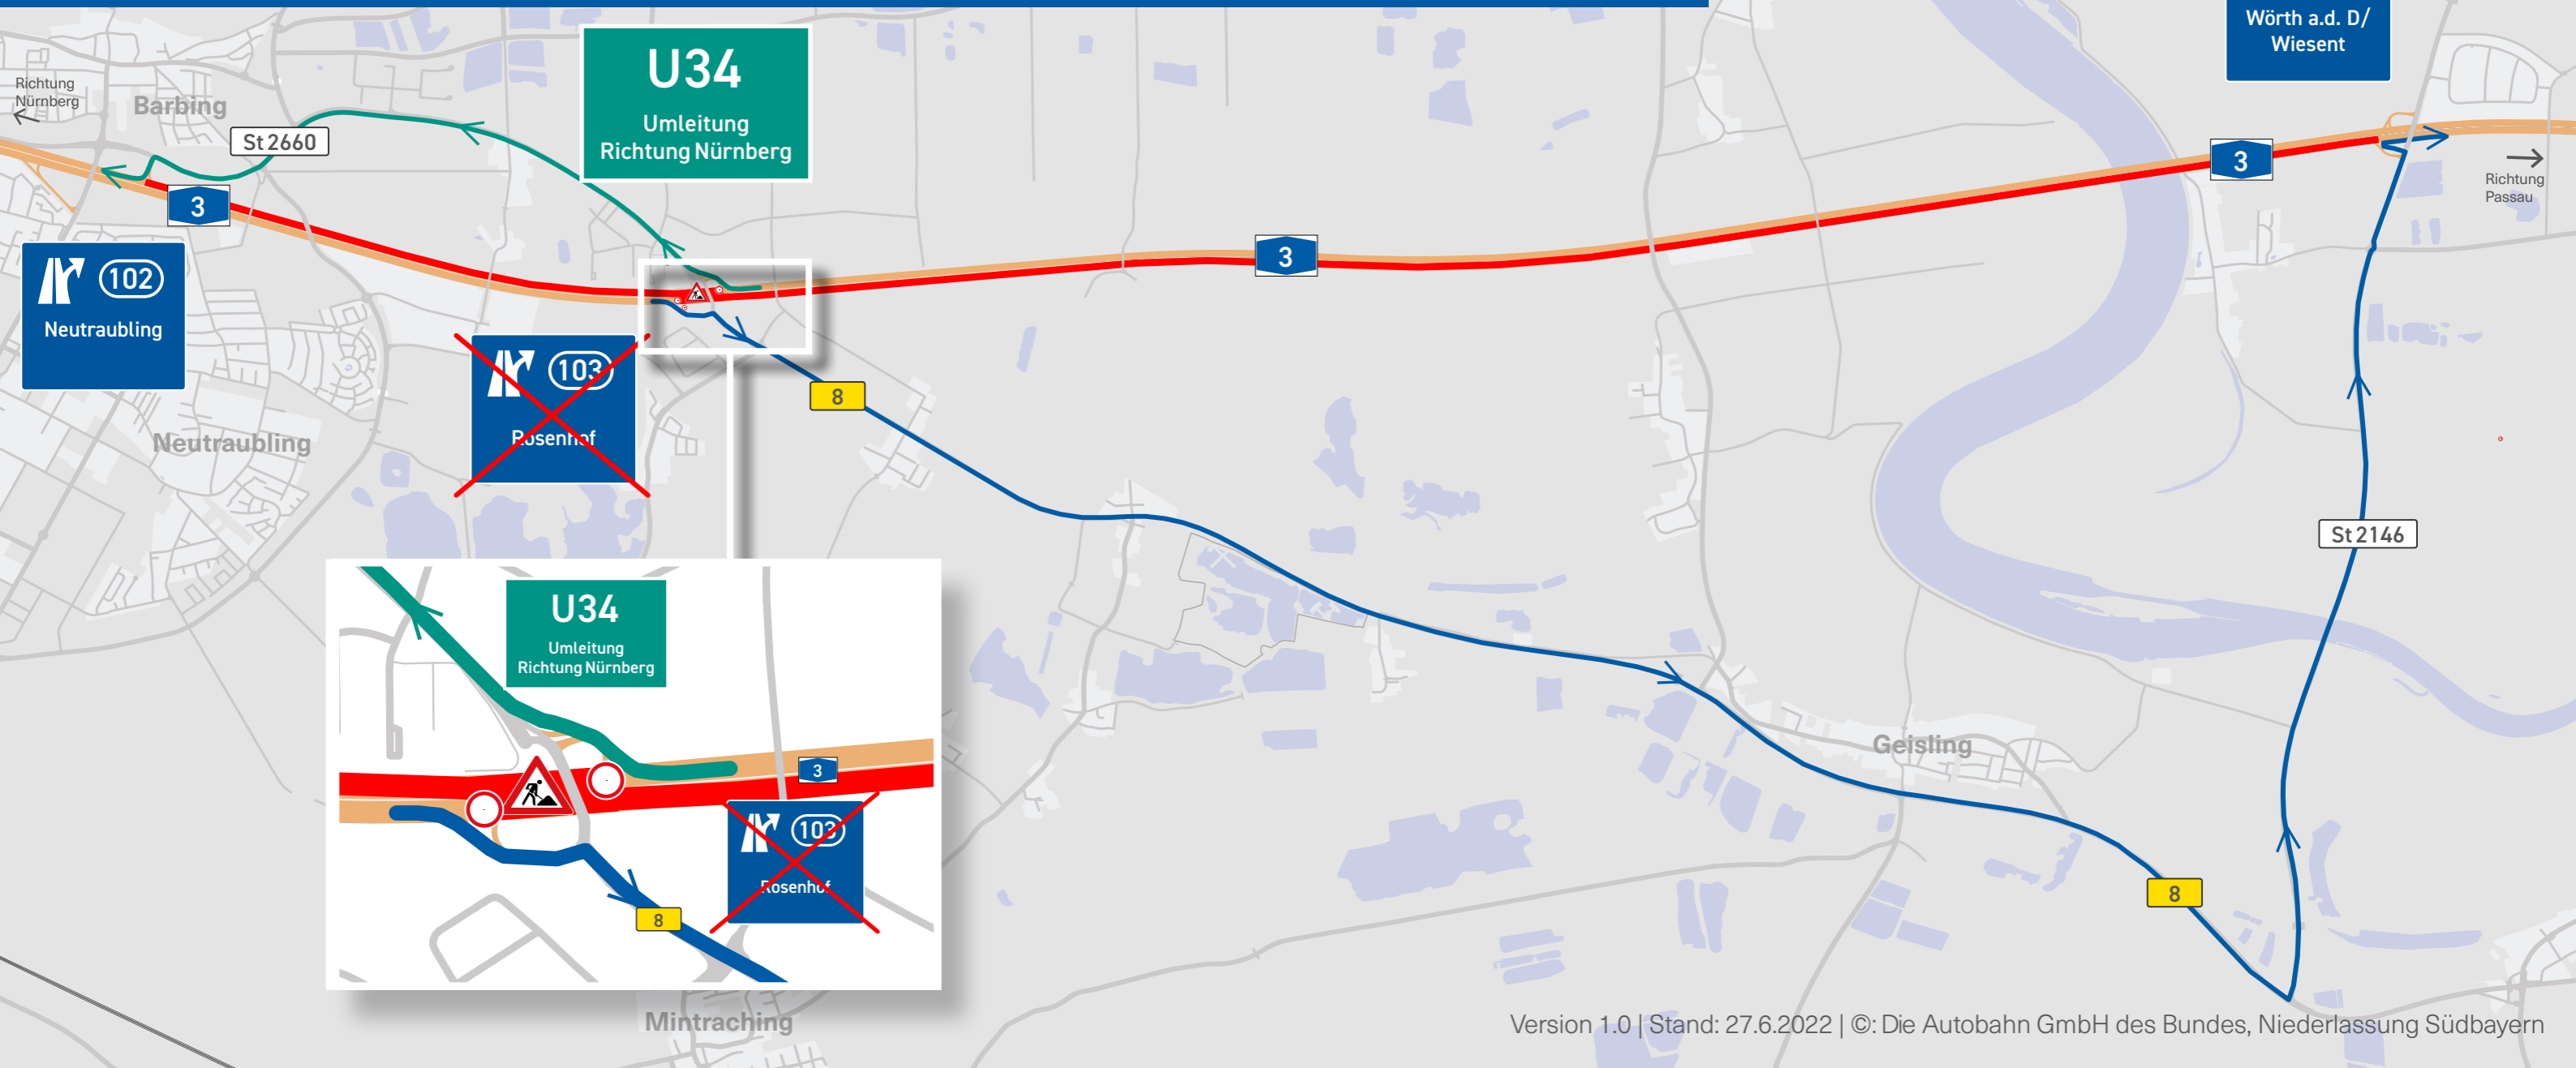 Wörth a.d. D/
Wiesent
U34
Umleitung
Richtung Nürnberg
Richtung
Nürnberg
Barbing
St 2660
3
3
3
Richtung
Passau
102
Neutraubling
103
Rosenhof
8
Neutraubling
St 2146
U34
Umleitung
Richtung Nürnberg
3
103
Rosenhof
8
Geisling
8
Mintraching
Version 1.0 | Stand: 27.6.2022 | ©: Die Autobahn GmbH des Bundes, Niederlassung Südbayern